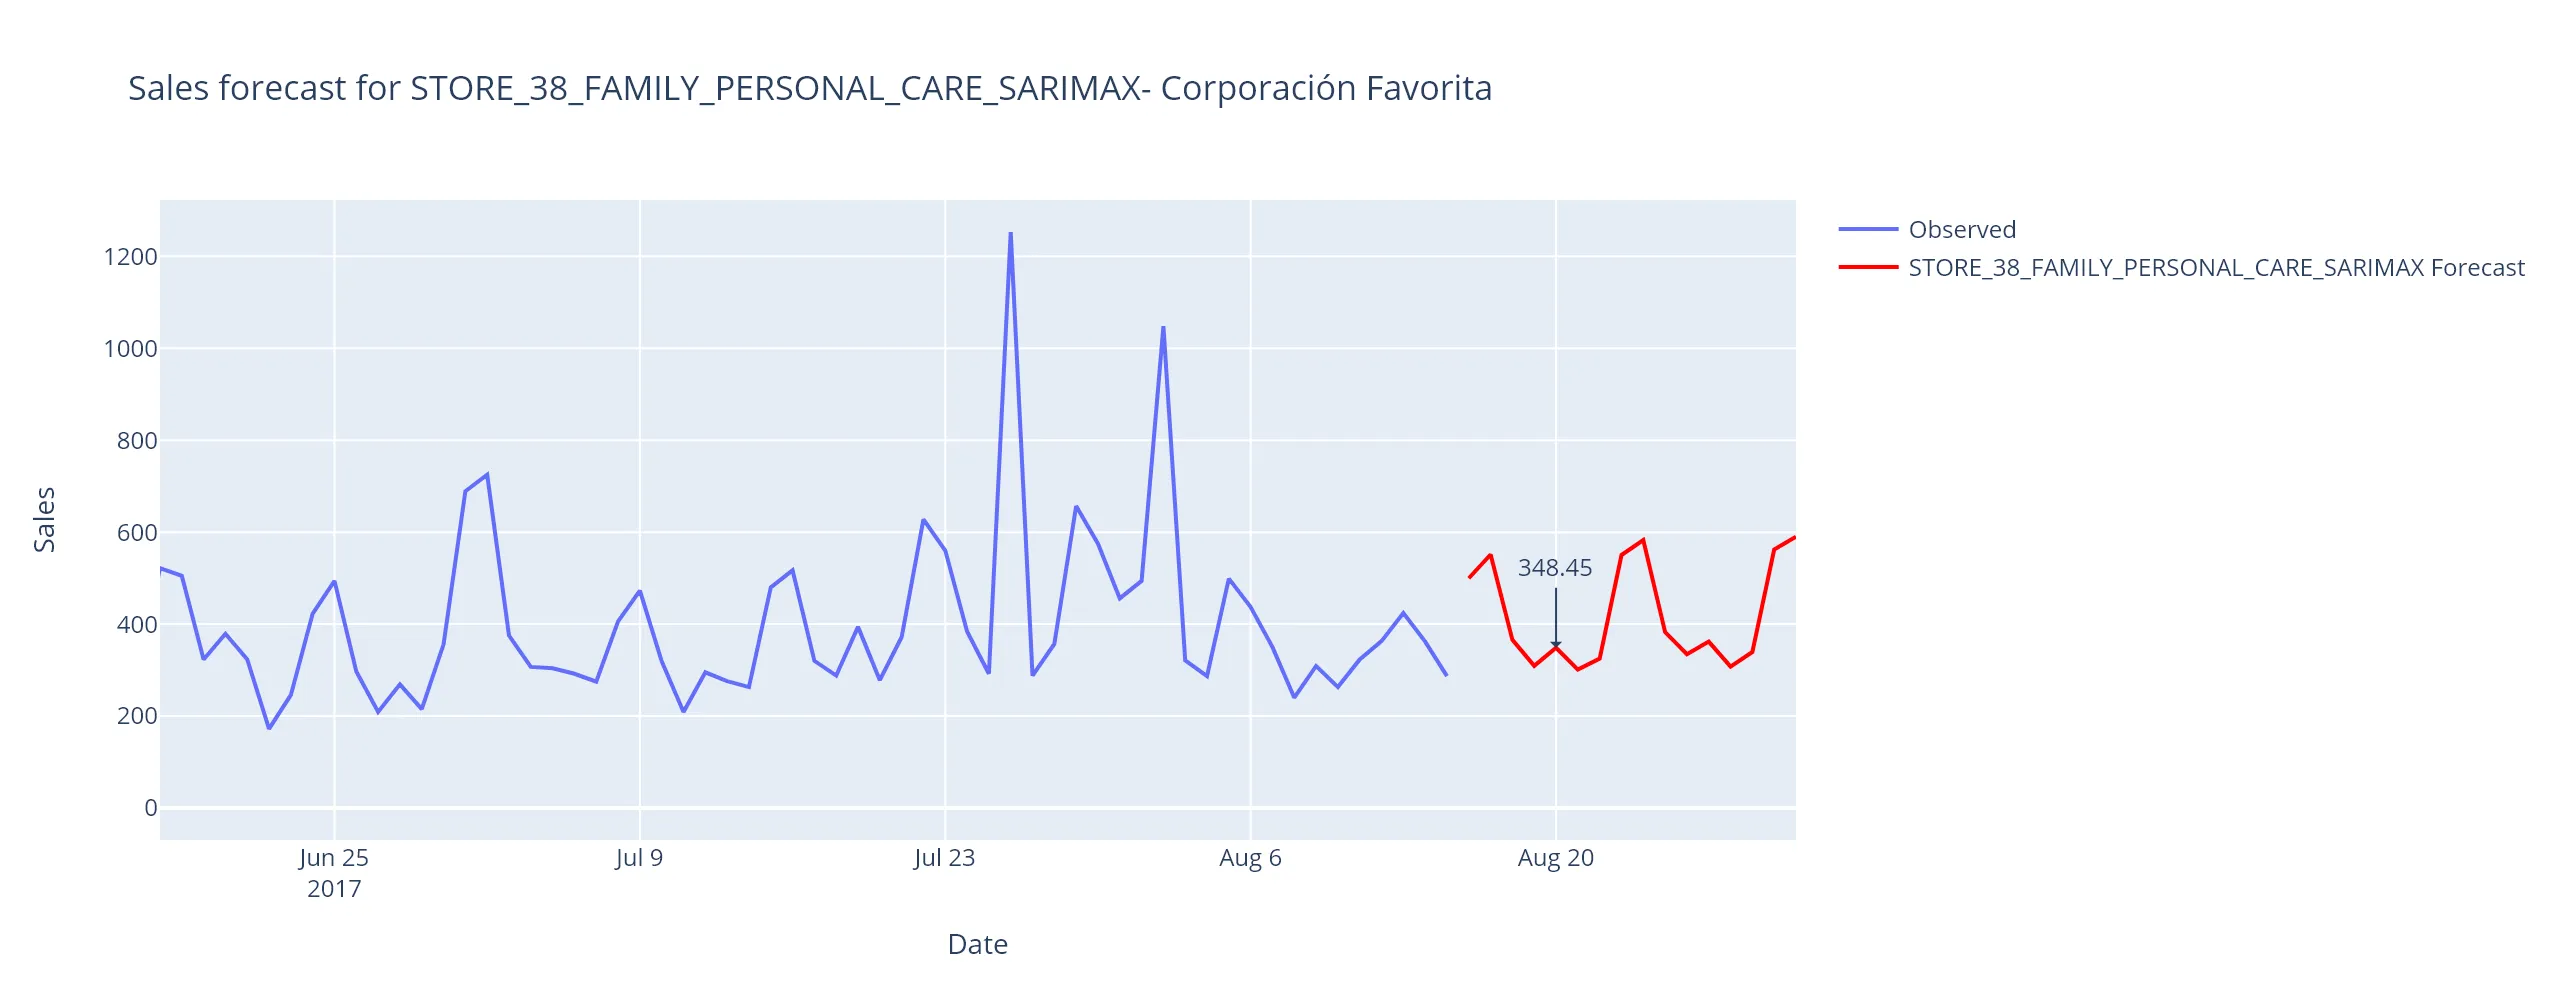 Sales forecast for STORE_38_FAMILY_PERSONAL_CARE_SARIMAX- Corporación Favorita
Observed
STORE_38_FAMILY_PERSONAL_CARE_SARIMAX Forecast
1200
1000
800
600
400
200
0
Sales
348.45
Jun 25
2017
Jul 9
Jul 23
Aug 6
Aug 20
Date